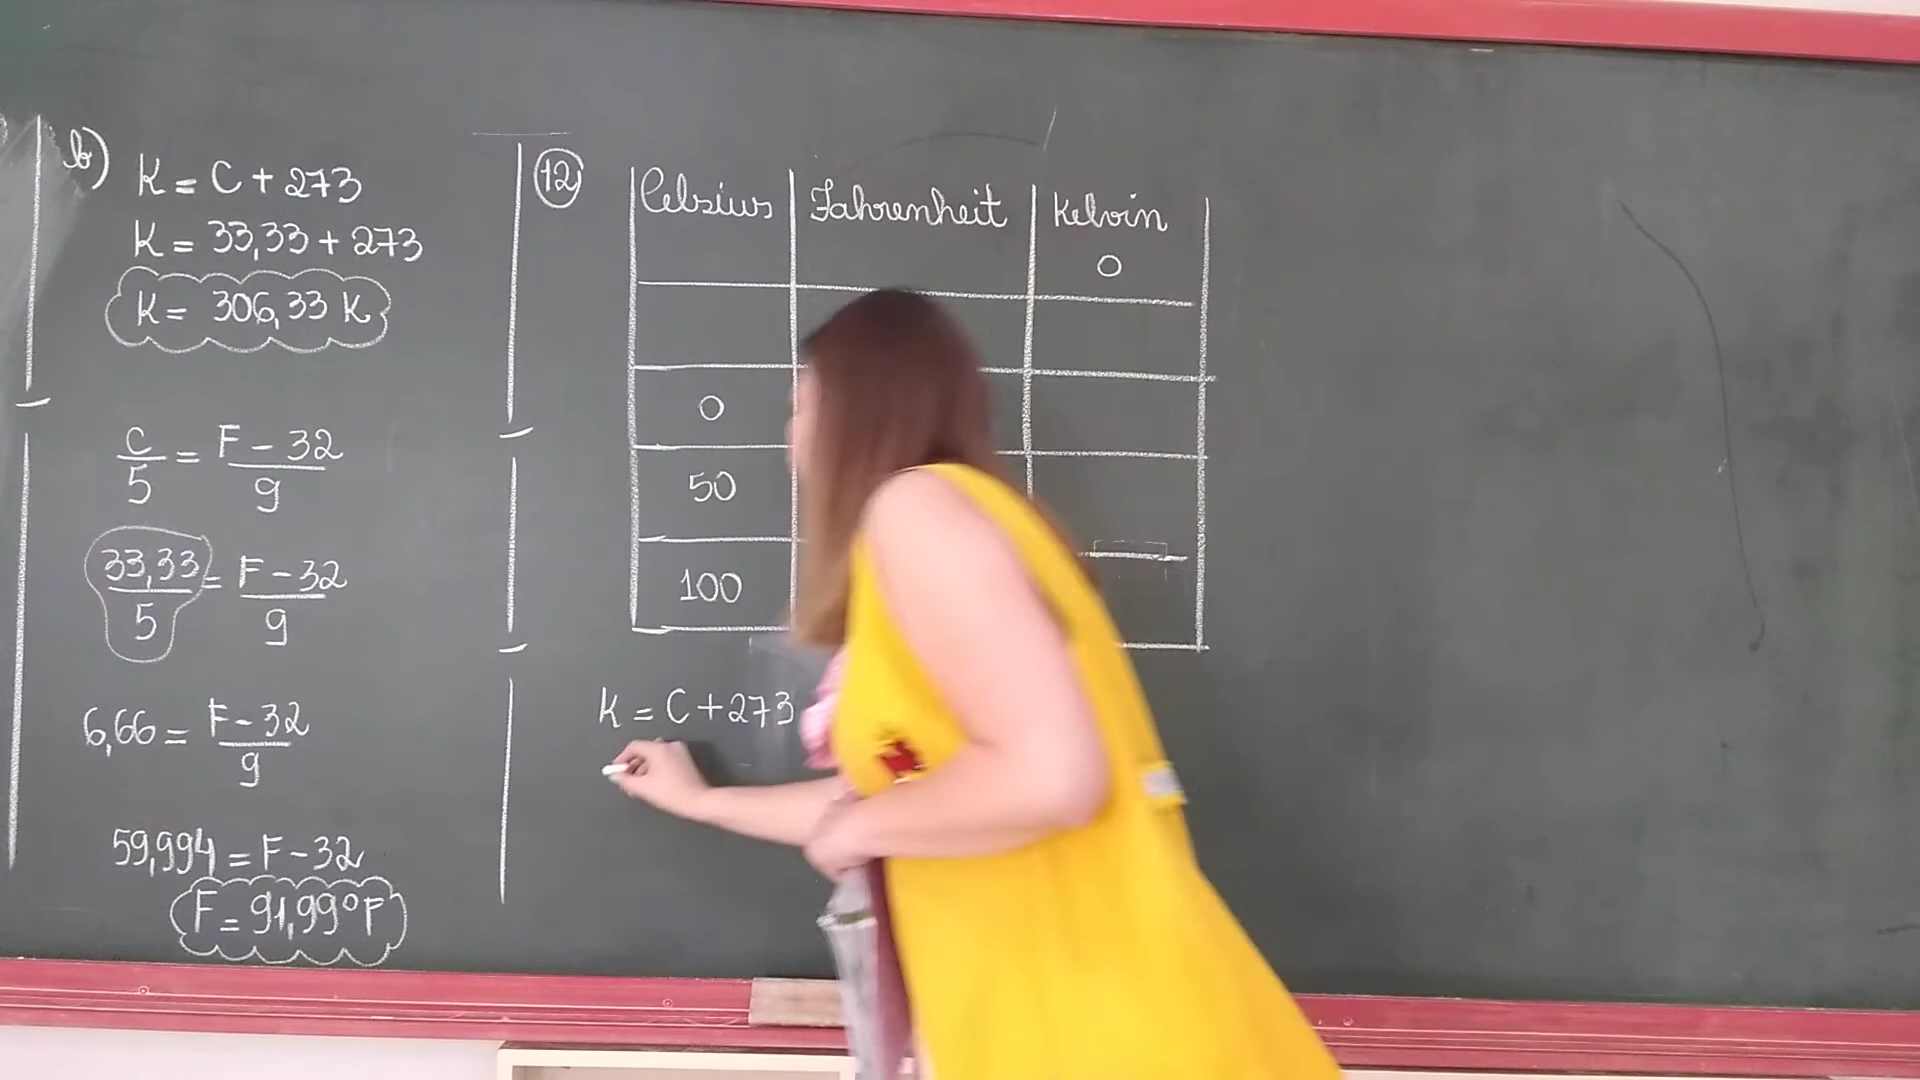 b)
K = C + 273
K = 33,33 + 273
K = 306,33 K
C/5 = F - 32/9
33,33/5 = F - 32/9
6,66 = F - 32/9
59,994 = F - 32
F = 91,99°F
12
Celsius Fahrenheit Kelvin
0
0
50
100
K = C + 273